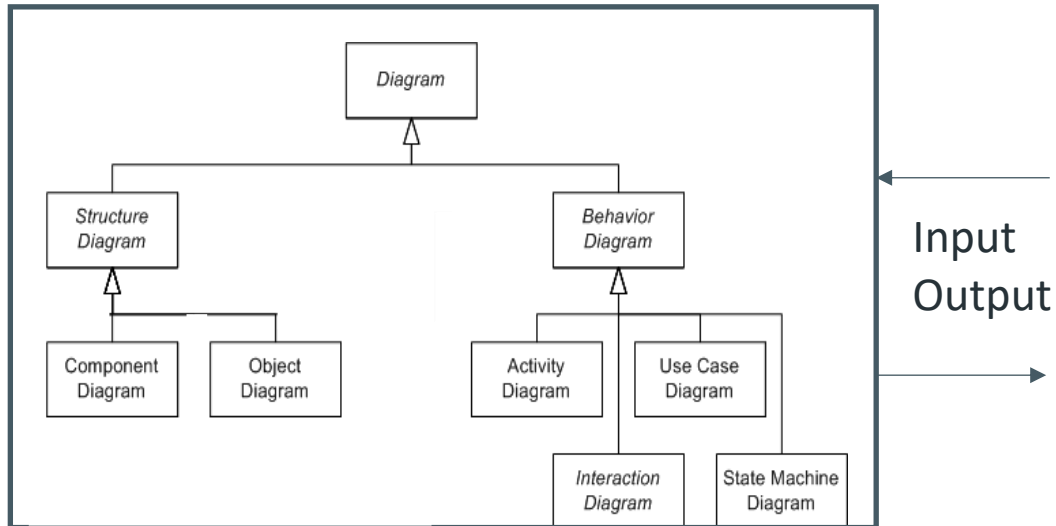 Diagram
Structure
Diagram
Behavior
Diagram
Input
Output
Component
Diagram
Object
Diagram
Activity
Diagram
Use Case
Diagram
Interaction
Diagram
State Machine
Diagram